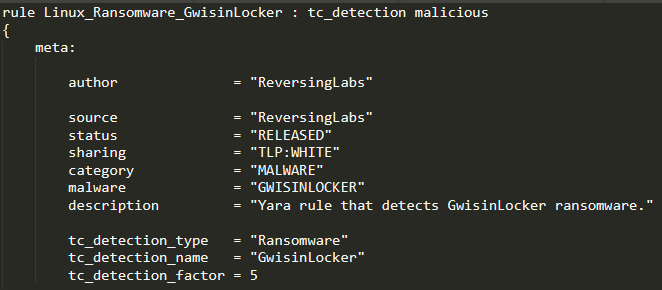 rule Linux_Ransomware_GwisinLocker : tc_detection malicious
{
meta:
author = "ReversingLabs"
source = "ReversingLabs"
status = "RELEASED"
sharing = "TLP:WHITE"
category = "MALWARE"
malware = "GWISINLOCKER"
description = "Yara rule that detects GwisinLocker ransomware."
tc_detection_type = "Ransomware"
tc_detection_name = "GwisinLocker"
tc_detection_factor = 5